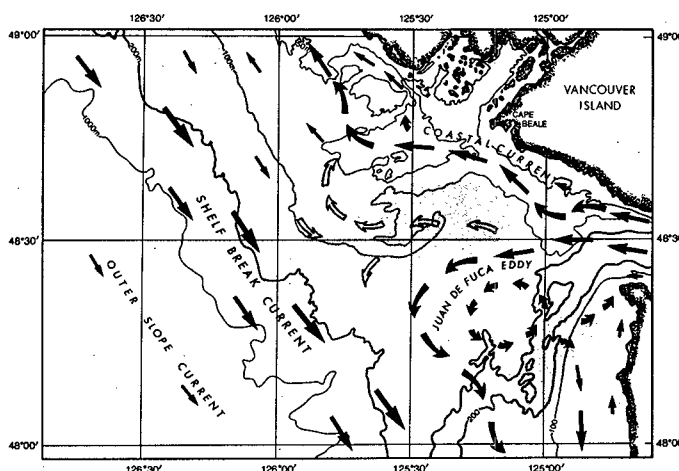 126°30' 126°00' 125°30' 125°00'
49°00' 49°00'
200m
100m
1000m
VANCOUVER
ISLAND
CAPE
BEALE
COASTAL CURRENT
48°30' 48°30'
SHELF BREAK CURRENT
JUAN DE FUCA EDDY
OUTER SLOPE CURRENT
200
100
48°00' 48°00'
126°30' 126°00' 125°30' 125°00'